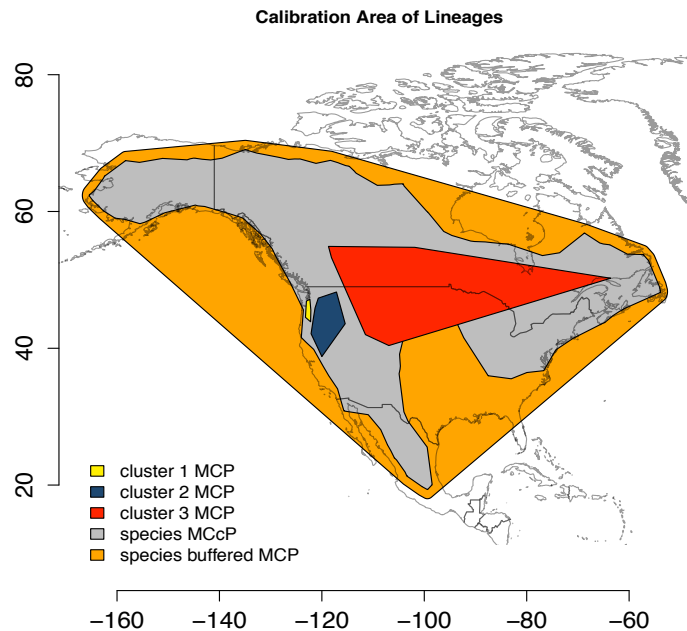 Calibration Area of Lineages
80
60
40
20
cluster 1 MCP
cluster 2 MCP
cluster 3 MCP
species MCcP
species buffered MCP
−160
−140
−120
−100
−80
−60